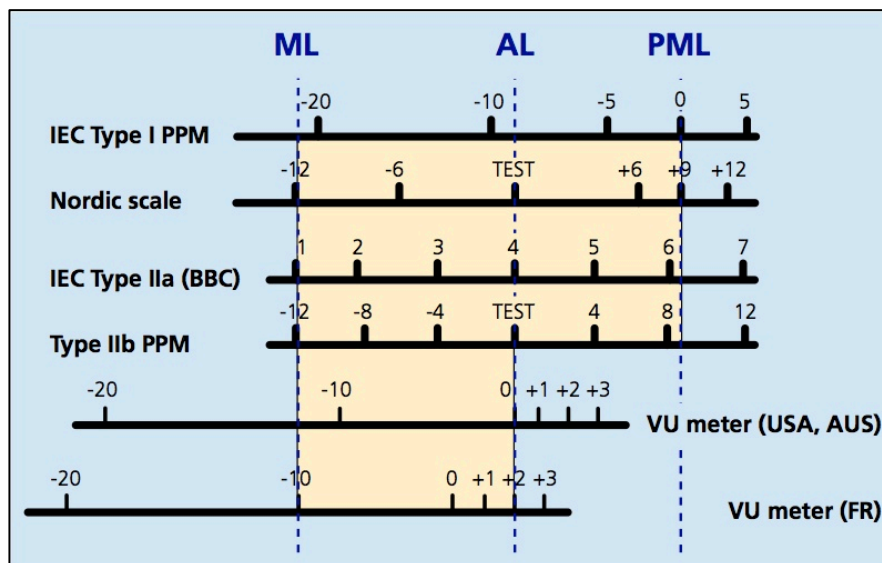 ML AL PML
-20 -10 -5 0 5
IEC Type I PPM
-12 -6 TEST +6 +9 +12
Nordic scale
1 2 3 4 5 6 7
IEC Type IIa (BBC)
-12 -8 -4 TEST 4 8 12
Type IIb PPM
-20 -10 0 +1 +2 +3
VU meter (USA, AUS)
-20 -10 0 +1 +2 +3
VU meter (FR)